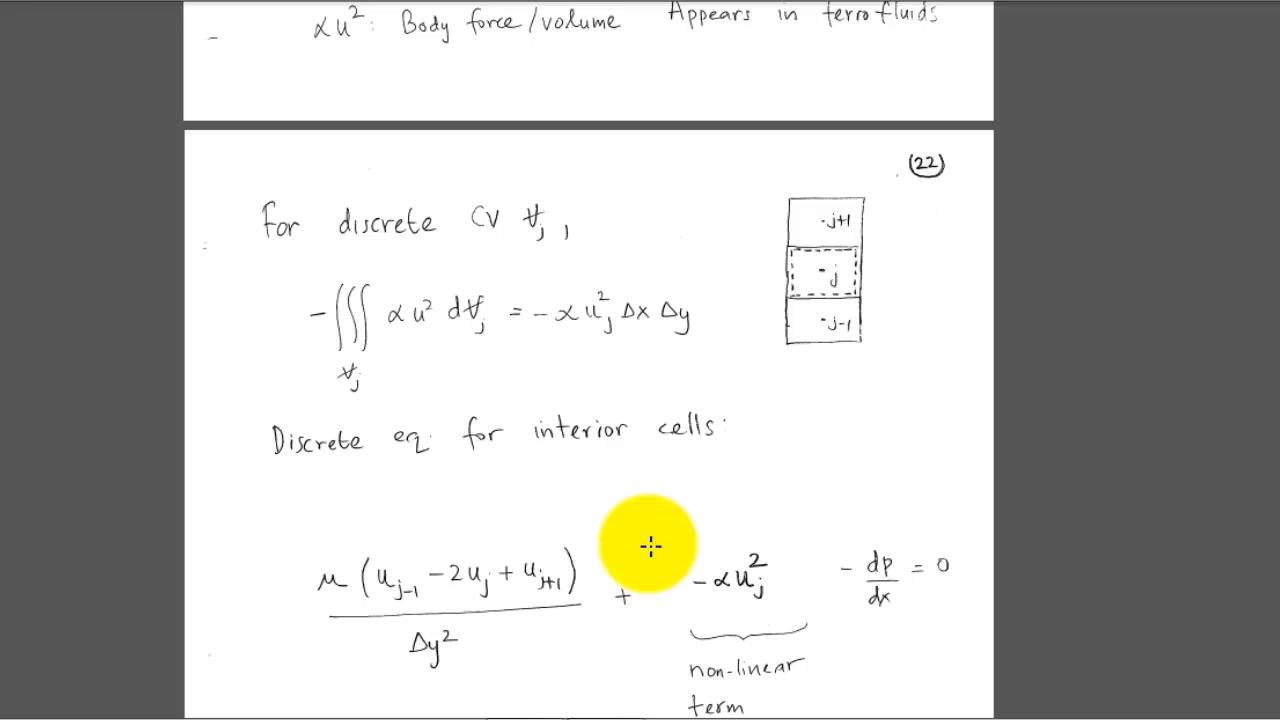 αu²: Body force/volume Appears in ferrofluids
(22)
For discrete CV ∀j,
·j+1
·j
·j-1
-∭∀j αu² d∀j = -αuj² Δx Δy
Discrete eq. for interior cells:
μ(uj-1 - 2uj + uj+1) / Δy² + -αuj² - dp/dx = 0
non-linear
term